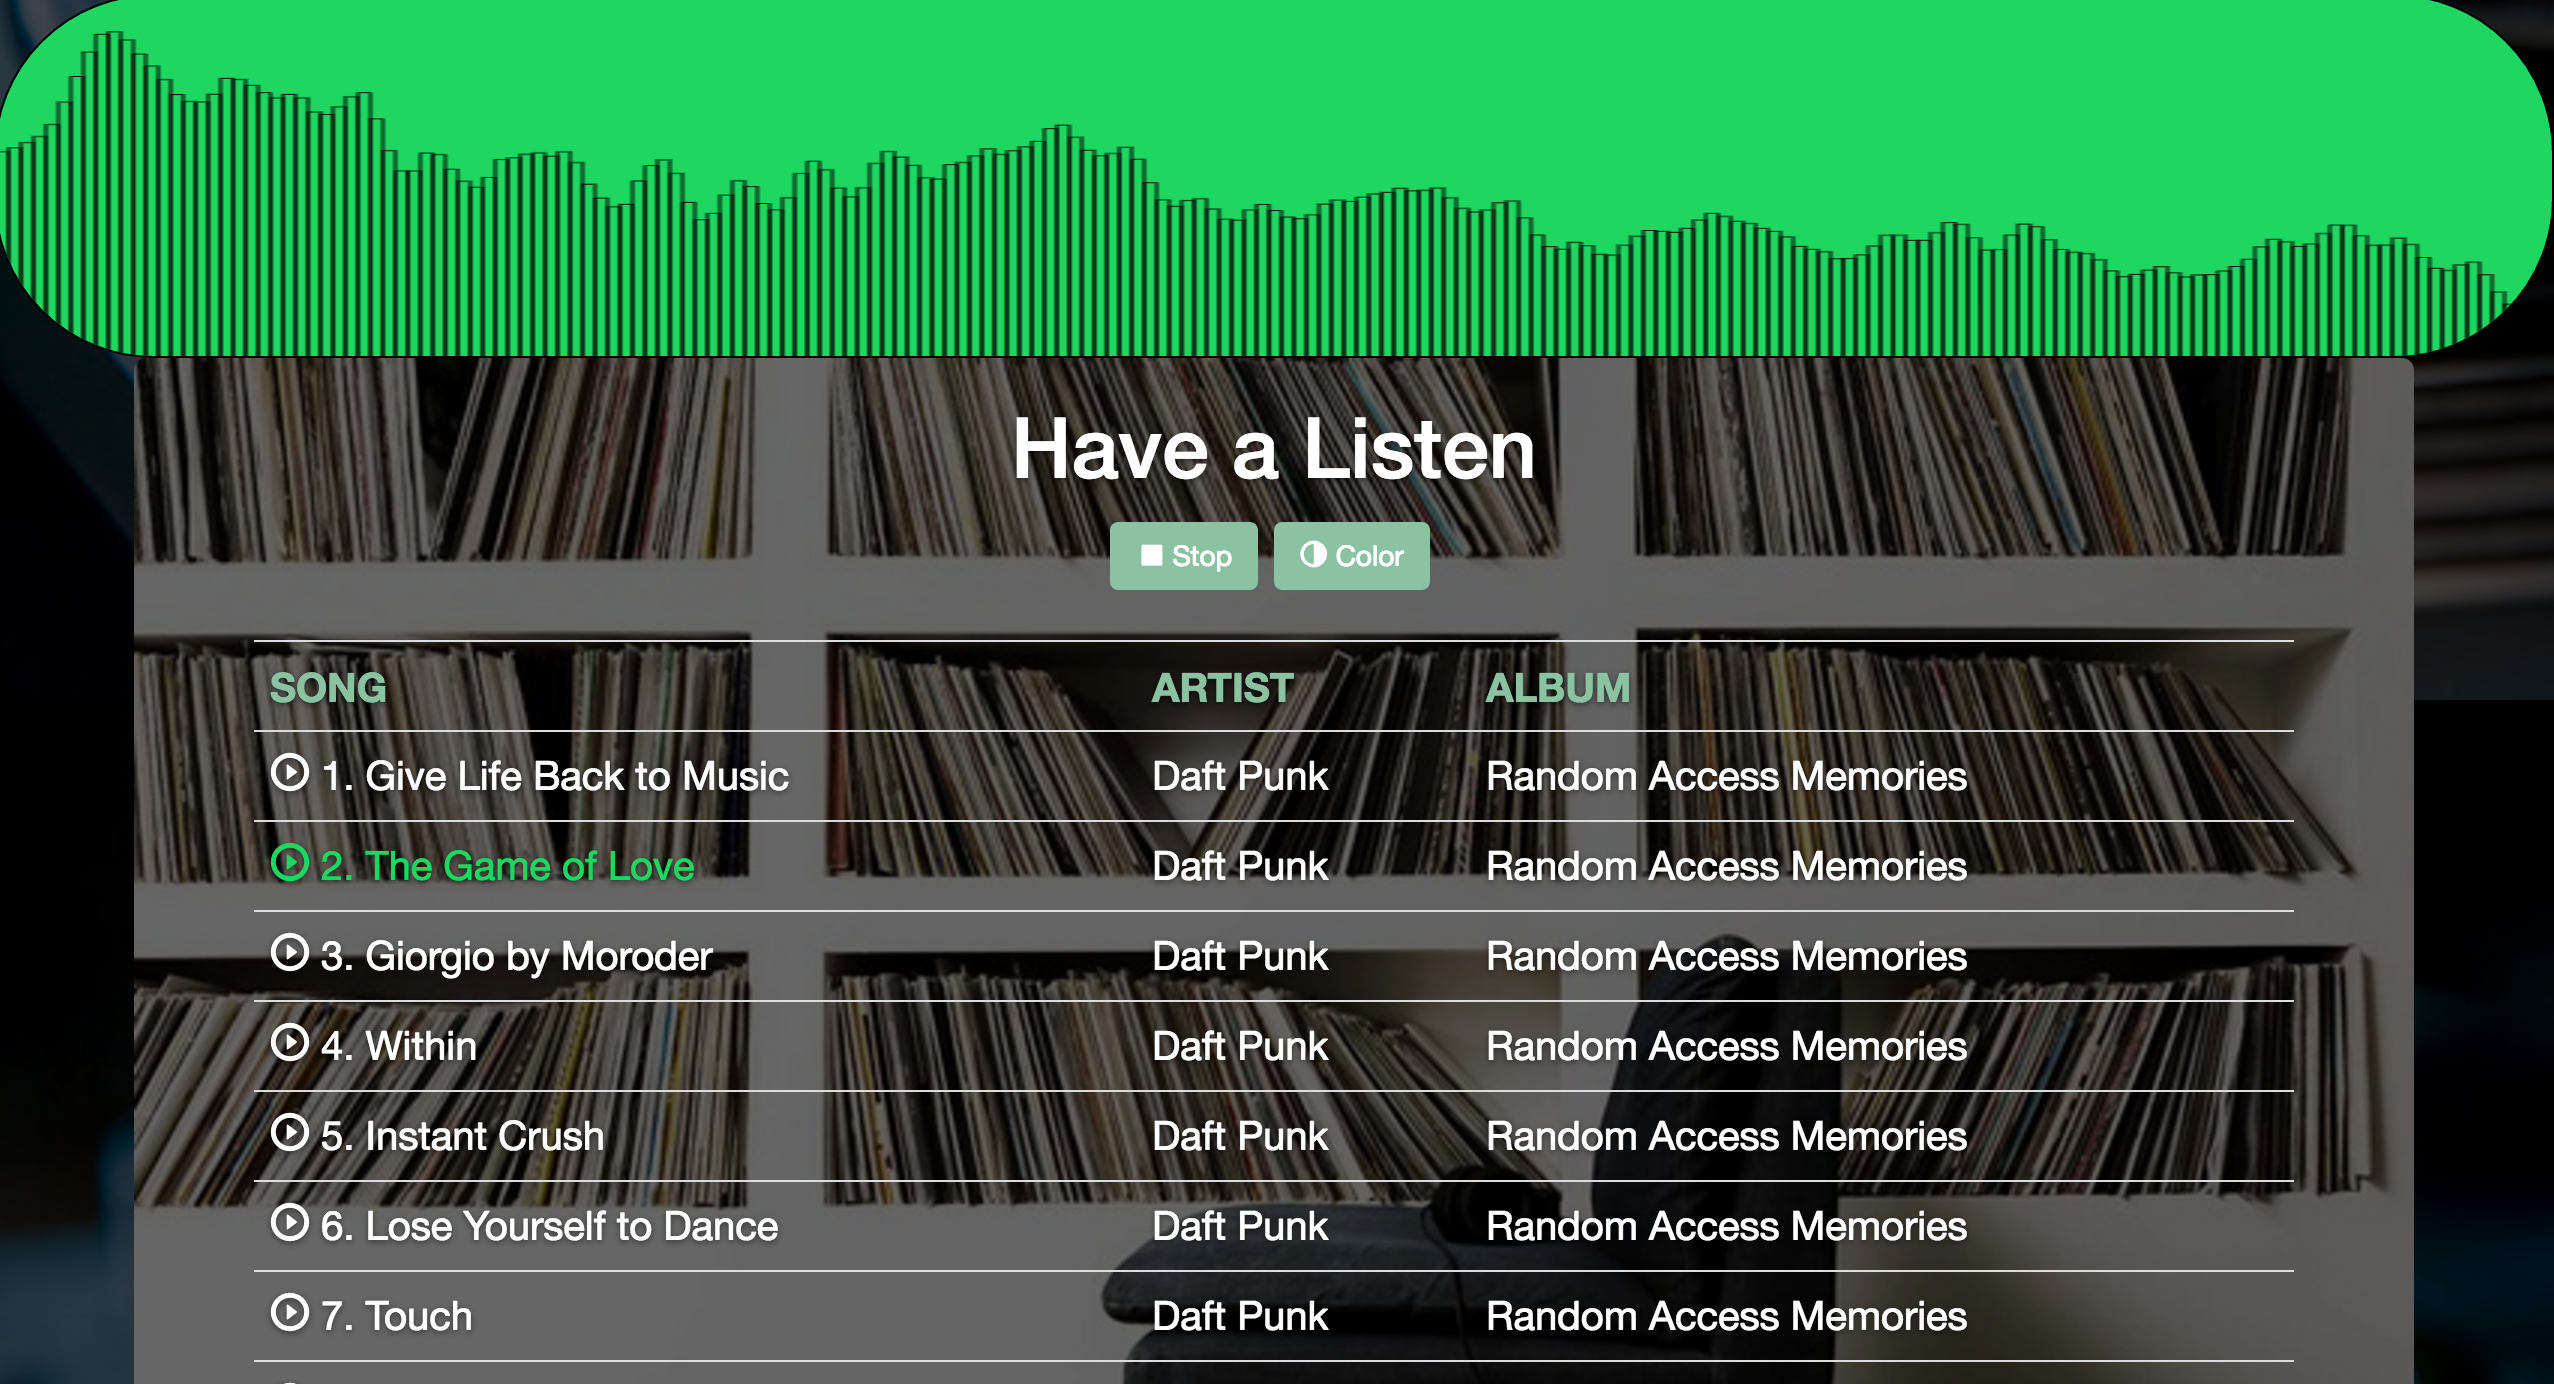 Have a Listen
Stop Color
SONG ARTIST ALBUM
1. Give Life Back to Music Daft Punk Random Access Memories
2. The Game of Love Daft Punk Random Access Memories
3. Giorgio by Moroder Daft Punk Random Access Memories
4. Within Daft Punk Random Access Memories
5. Instant Crush Daft Punk Random Access Memories
6. Lose Yourself to Dance Daft Punk Random Access Memories
7. Touch Daft Punk Random Access Memories